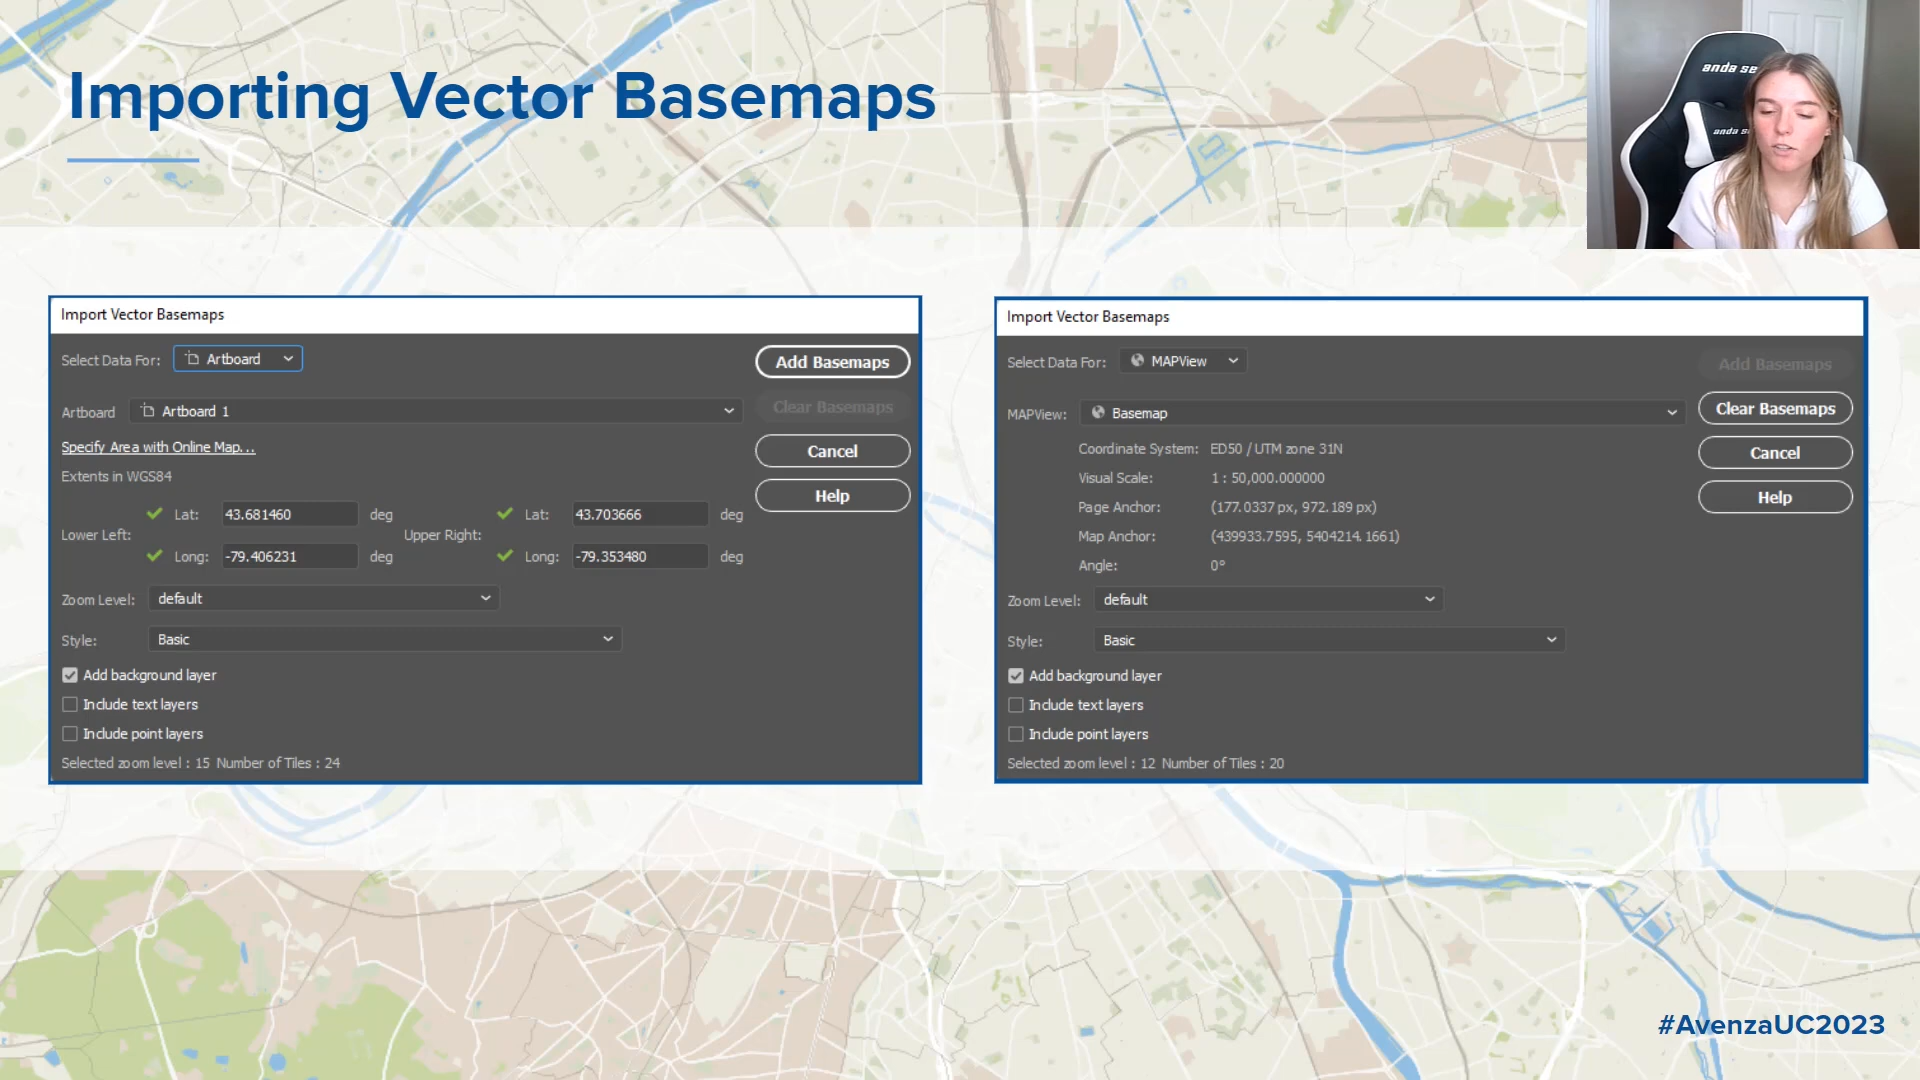 Importing Vector Basemaps
anda se
anda s
Import Vector Basemaps
Select Data For: Artboard
Add Basemaps
Artboard Artboard 1
Clear Basemaps
Specify Area with Online Map...
Cancel
Extents in WGS84
Help
Lower Left: Lat: 43.681460 deg
Long: -79.406231 deg
Upper Right: Lat: 43.703666 deg
Long: -79.353480 deg
Zoom Level: default
Style: Basic
Add background layer
Include text layers
Include point layers
Selected zoom level : 15 Number of Tiles : 24
Import Vector Basemaps
Select Data For: MAPView
Add Basemaps
MAPView: Basemap
Clear Basemaps
Coordinate System: ED50 / UTM zone 31N
Cancel
Visual Scale: 1 : 50,000.000000
Help
Page Anchor: (177.0337 px, 972.189 px)
Map Anchor: (439933.7595, 5404214.1661)
Angle: 0°
Zoom Level: default
Style: Basic
Add background layer
Include text layers
Include point layers
Selected zoom level : 12 Number of Tiles : 20
#AvenzaUC2023